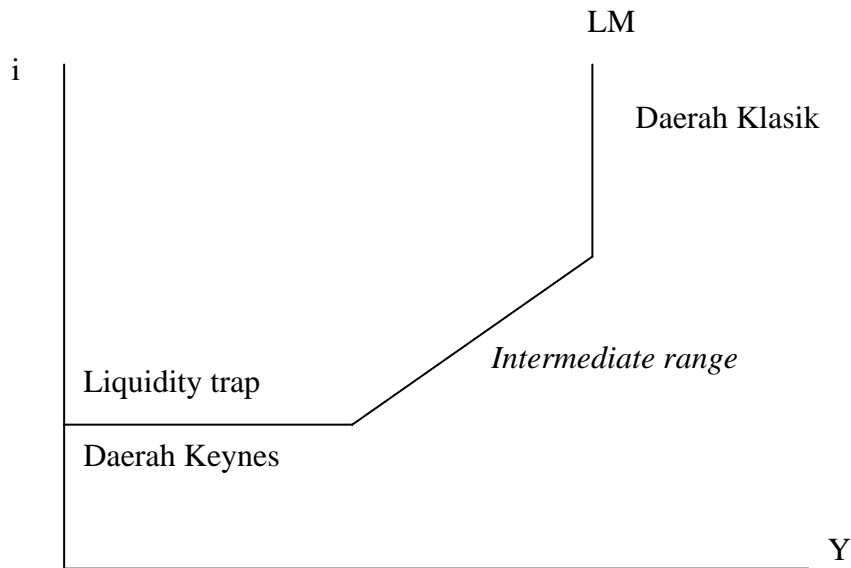 LM
i
Daerah Klasik
Intermediate range
Liquidity trap
Daerah Keynes
Y